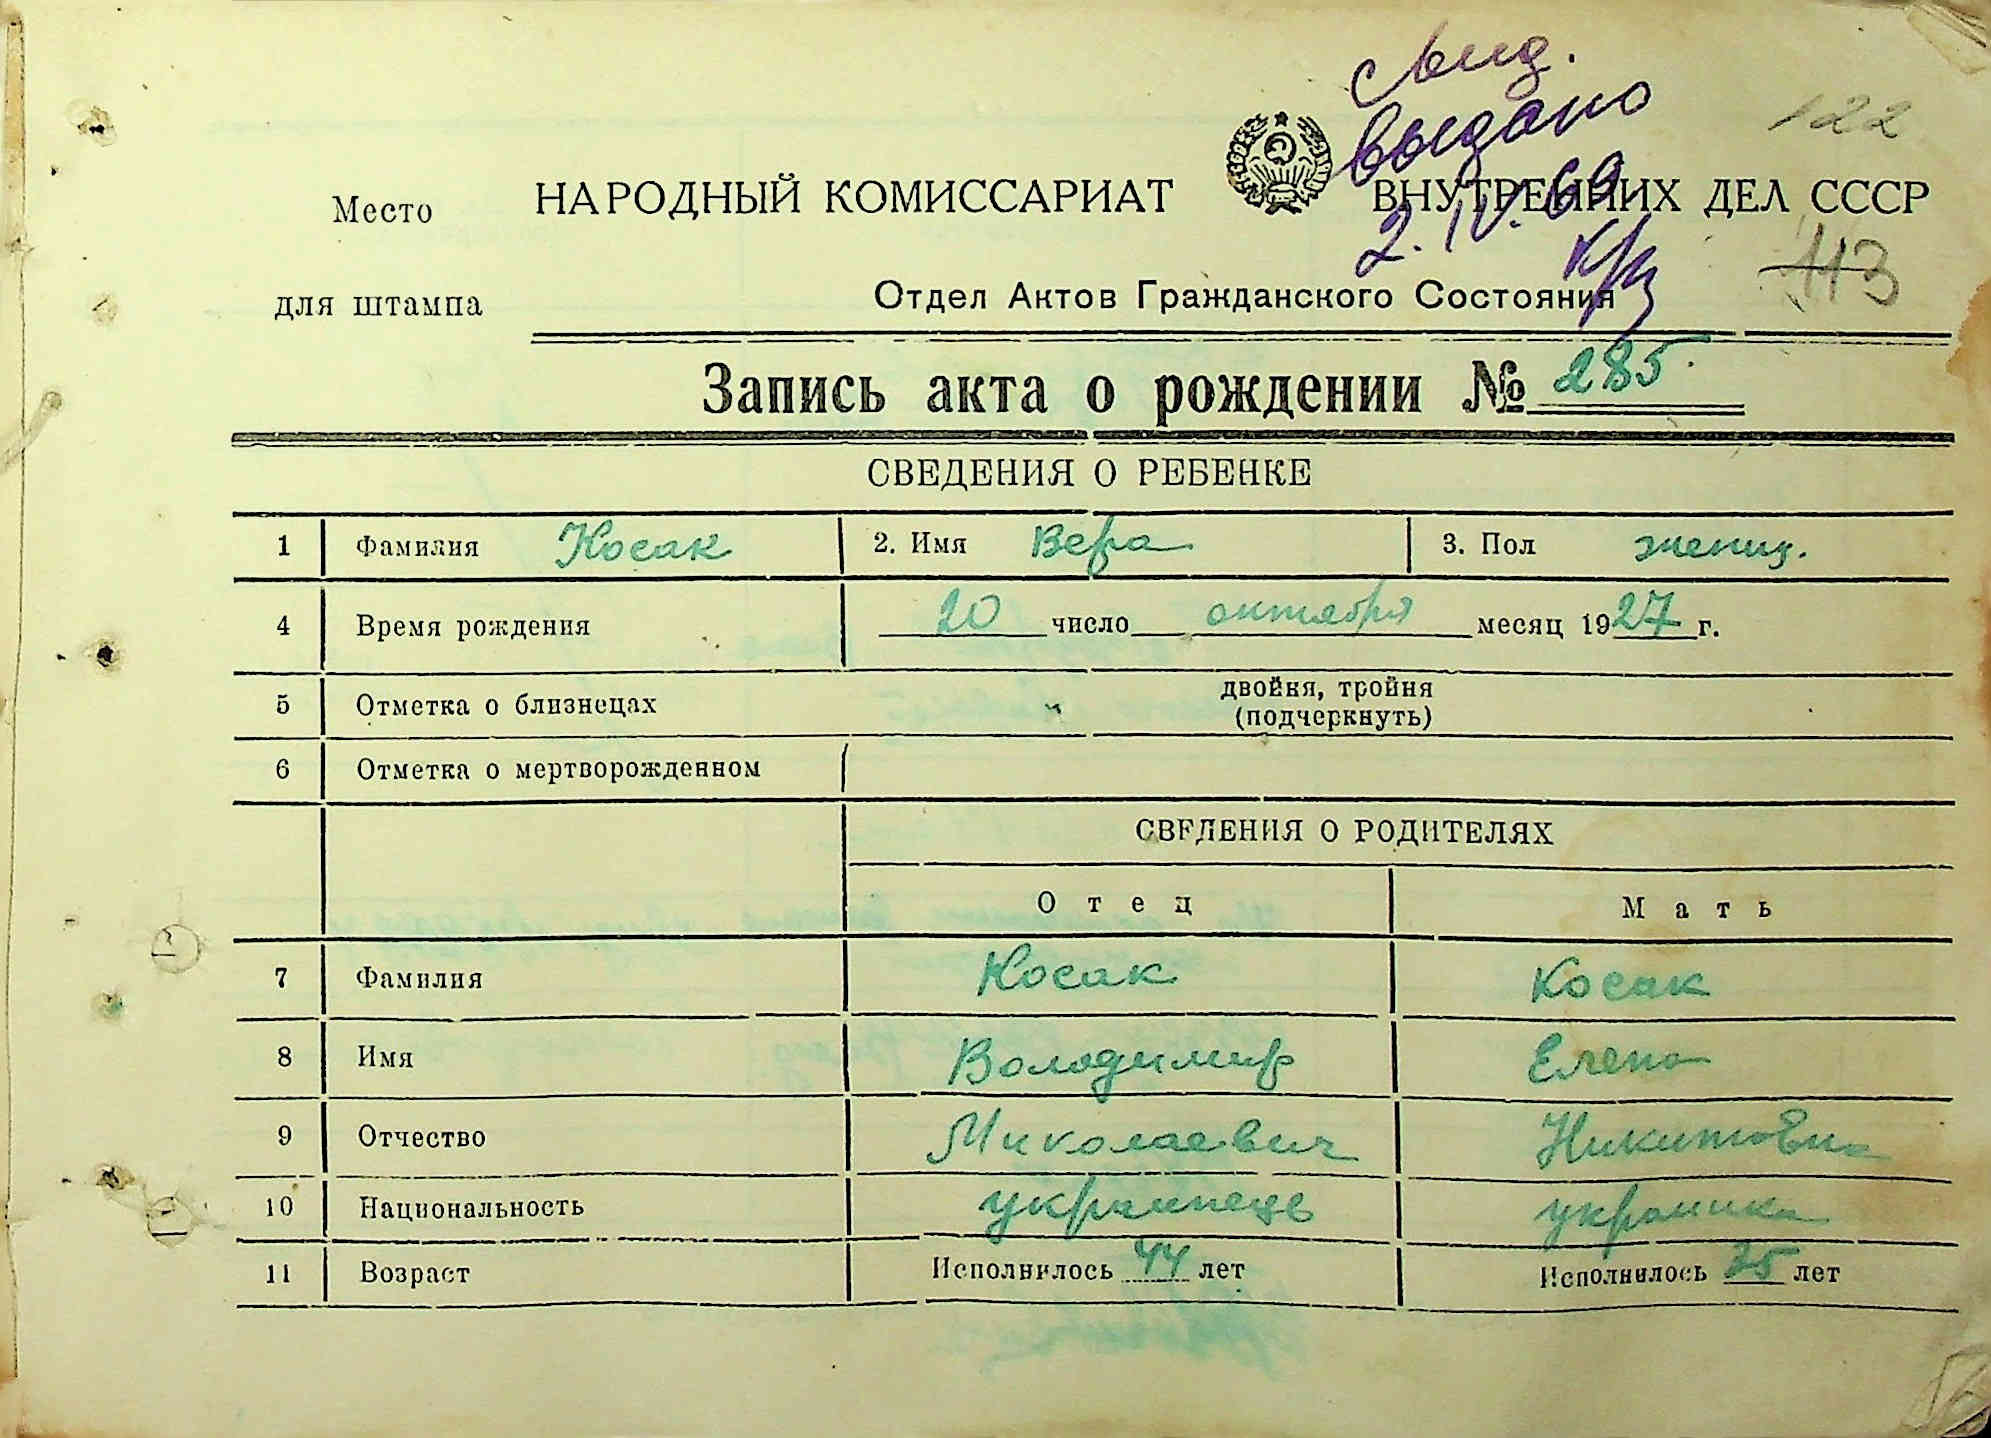 свид.
выдано
2.IV.69
122
Место
для штампа
НАРОДНЫЙ КОМИССАРИАТ ВНУТРЕННИХ ДЕЛ СССР
113
Отдел Актов Гражданского Состояния
Запись акта о рождении № 285.
СВЕДЕНИЯ О РЕБЕНКЕ
1 Фамилия Косак 2. Имя Вера 3. Пол женщ.
4 Время рождения 20 число октября месяц 1927 г.
5 Отметка о близнецах двойня, тройня
(подчеркнуть)
6 Отметка о мертворожденном
СВЕДЕНИЯ О РОДИТЕЛЯХ
Отец Мать
7 Фамилия Косак Косак
8 Имя Володимир Елена
9 Отчество Миколаевич Никитовна
10 Национальность украинець украинка
11 Возраст Исполнилось 44 лет Исполнилось 35 лет